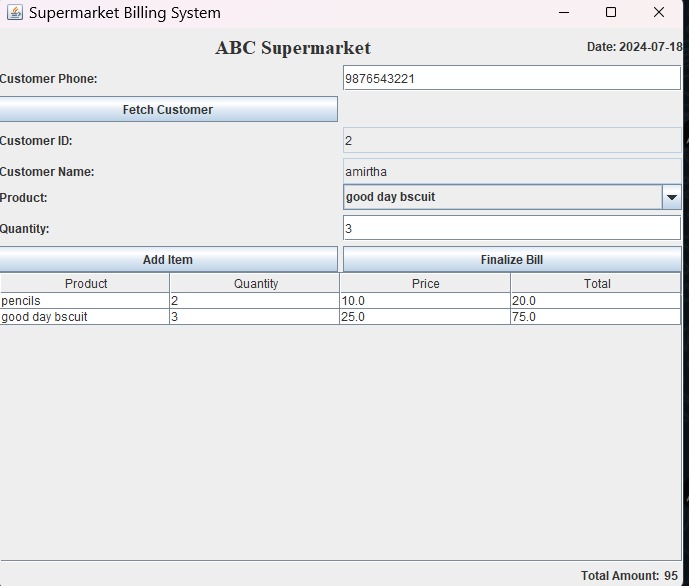 Supermarket Billing System
ABC Supermarket Date: 2024-07-18
Customer Phone: 9876543221
Fetch Customer
Customer ID: 2
Customer Name: amirtha
Product: good day bscuit
Quantity: 3
Add Item Finalize Bill
Product Quantity Price Total
pencils 2 10.0 20.0
good day bscuit 3 25.0 75.0
Total Amount: 95